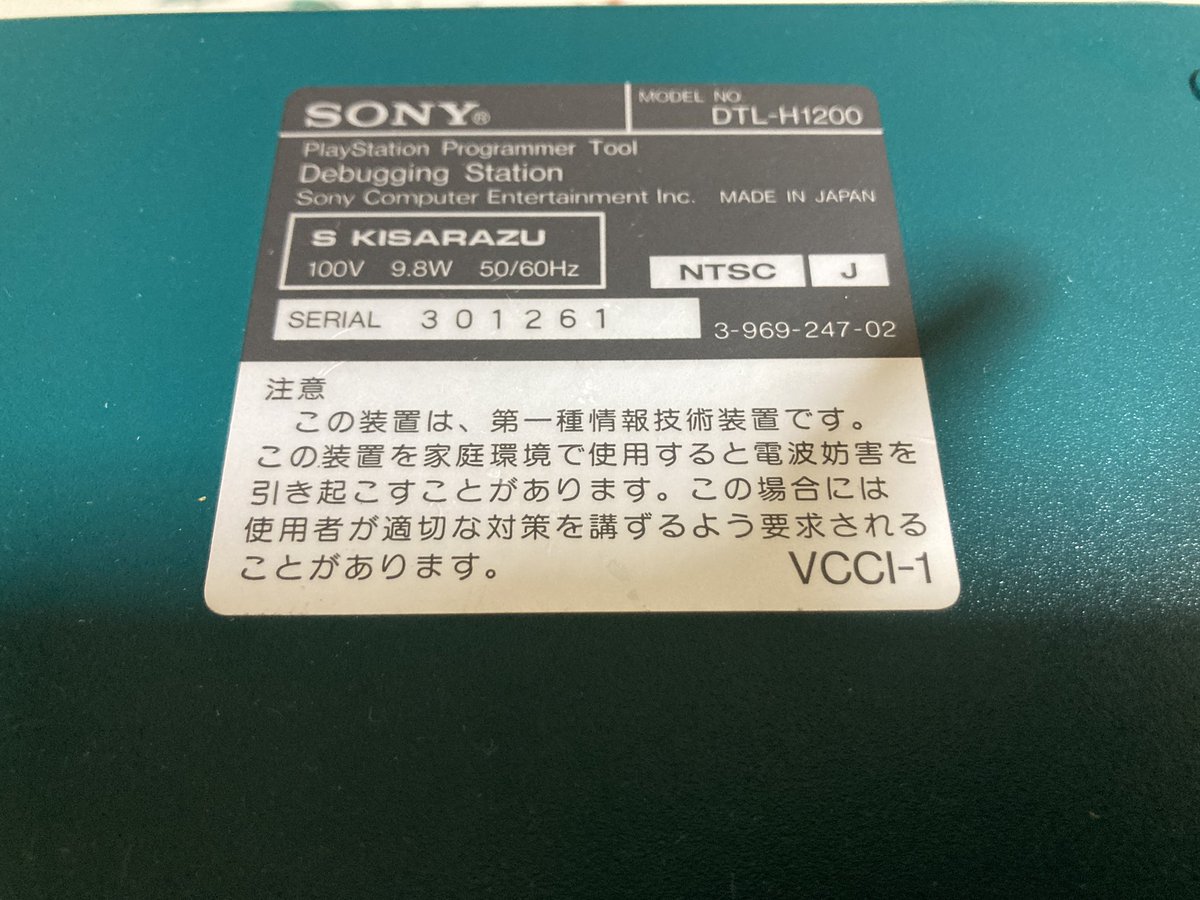 SONY®
MODEL NO.
DTL-H1200
PlayStation Programmer Tool
Debugging Station
Sony Computer Entertainment Inc. MADE IN JAPAN
S KISARAZU
100V 9.8W 50/60Hz
NTSC J
SERIAL 301261
3-969-247-02
注意
この装置は、第一種情報技術装置です。
この装置を家庭環境で使用すると電波妨害を
引き起こすことがあります。この場合には
使用者が適切な対策を講ずるよう要求される
ことがあります。
VCCI-1